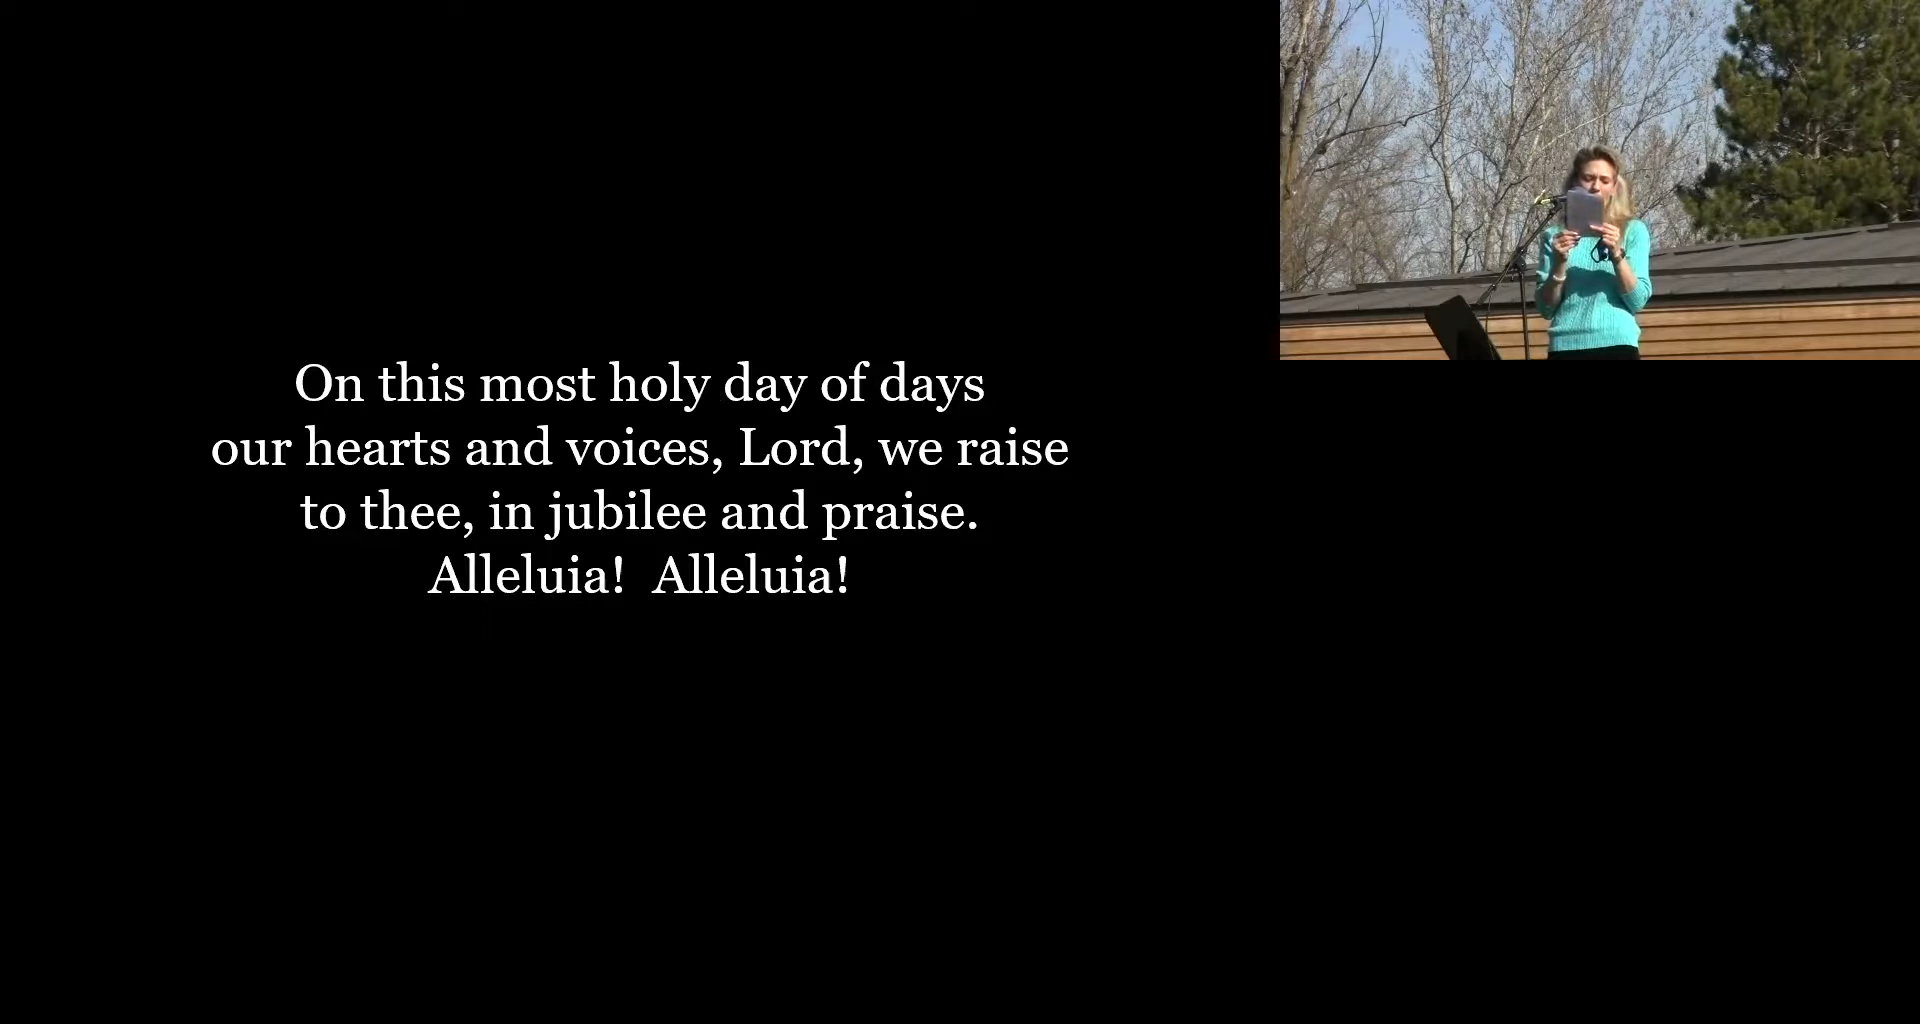 On this most holy day of days
our hearts and voices, Lord, we raise
to thee, in jubilee and praise.
Alleluia!  Alleluia!